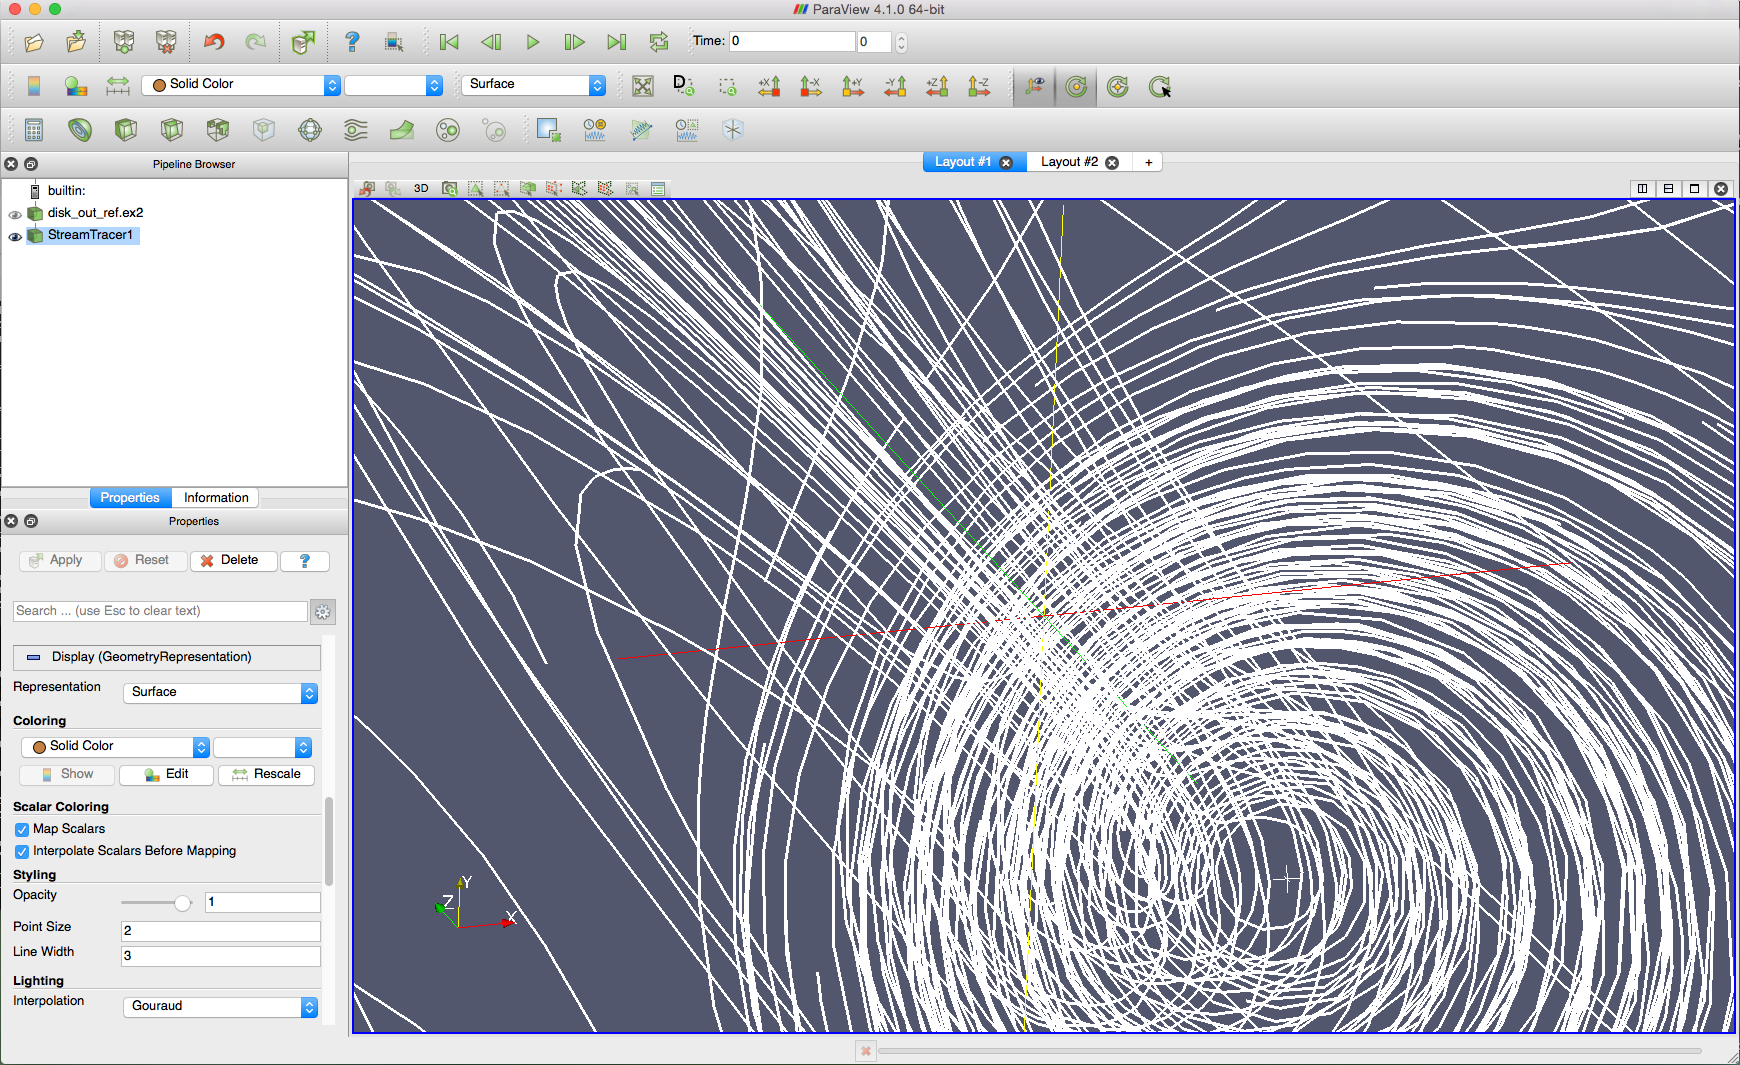 ParaView 4.1.0 64-bit
Time: 0 0
Solid Color Surface D +X -X +Y -Y +Z -Z
Pipeline Browser
Layout #1 Layout #2 +
builtin:
3D
disk_out_ref.ex2
StreamTracer1
Properties Information
Properties
Apply Reset Delete ?
Search ... (use Esc to clear text)
Display (GeometryRepresentation)
Representation Surface
Coloring
Solid Color
Show Edit Rescale
Scalar Coloring
Map Scalars
Interpolate Scalars Before Mapping
Styling
Opacity 1
Point Size 2
Line Width 3
Lighting
Interpolation Gouraud
Y
Z
X